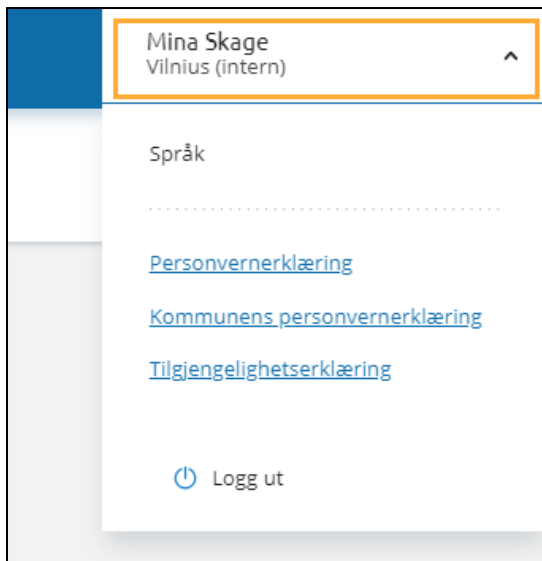 Mina Skage
Vilnius (intern)
Språk
Personvernerklæring
Kommunens personvernerklæring
Tilgjengelighetserklæring
Logg ut